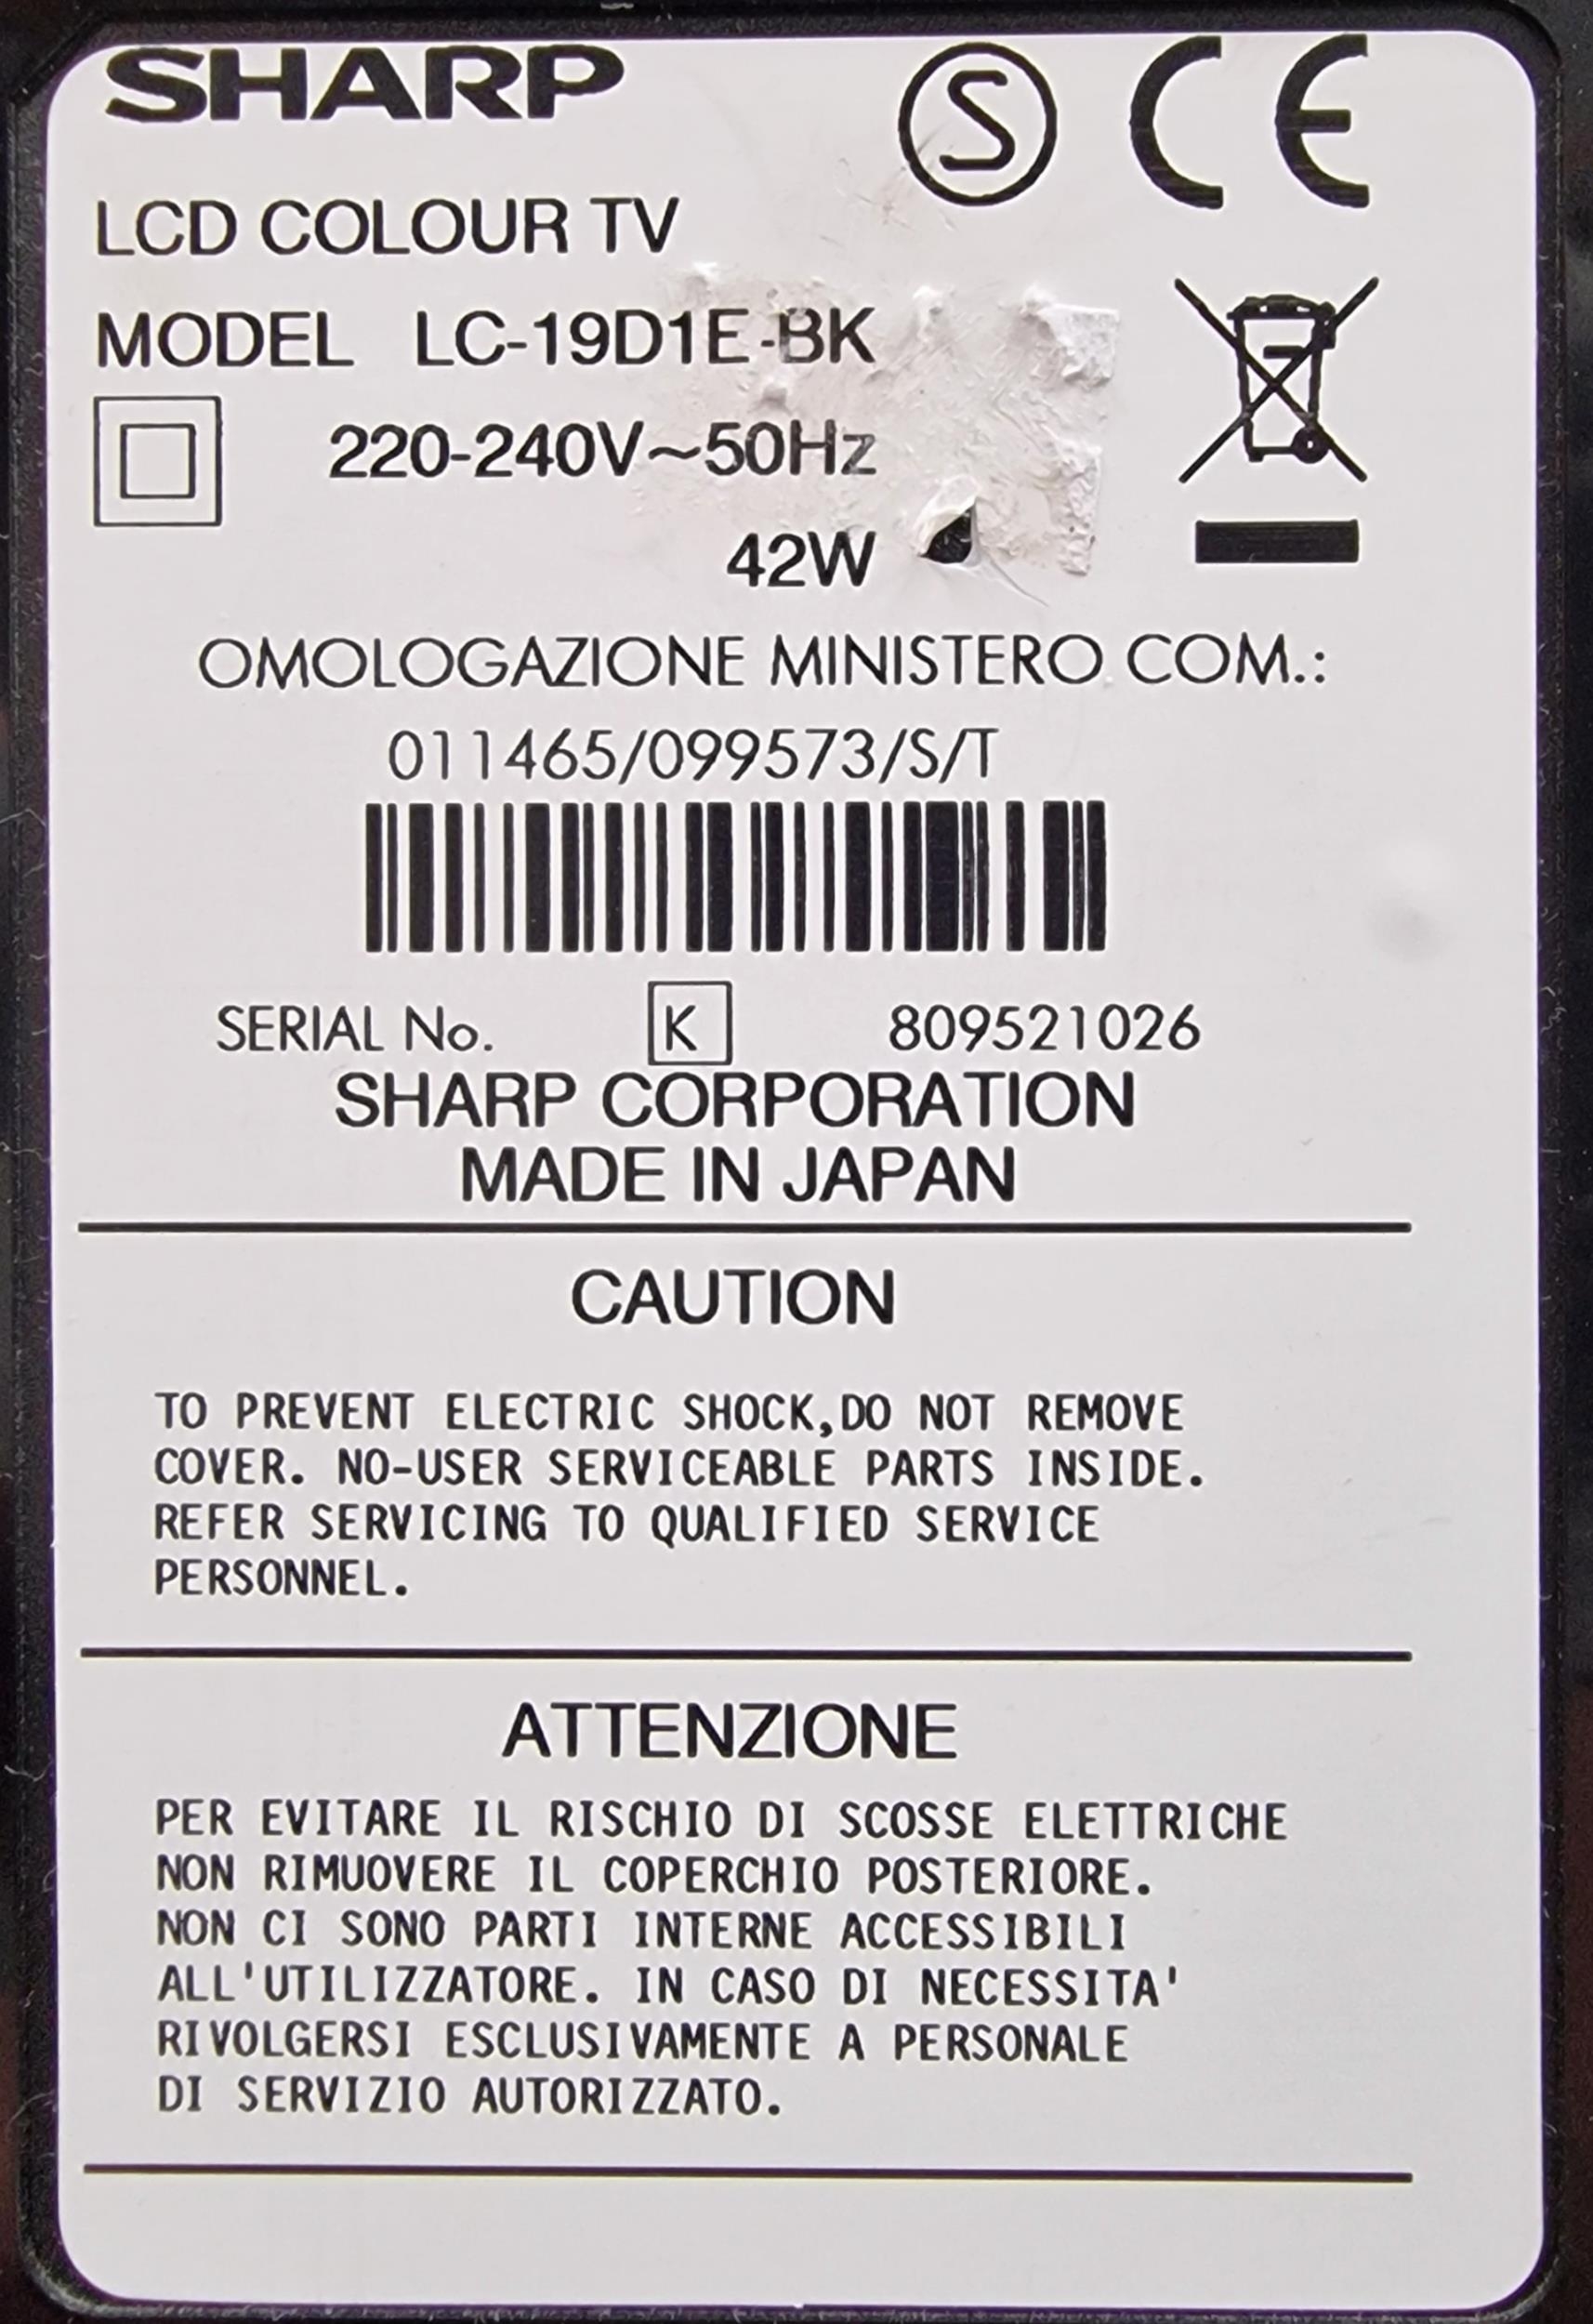 SHARP
S CE
LCD COLOUR TV
MODEL LC-19D1E-BK
220-240V~50Hz
42W
OMOLOGAZIONE MINISTERO COM.:
011465/099573/S/T
SERIAL No. K 809521026
SHARP CORPORATION
MADE IN JAPAN
CAUTION
TO PREVENT ELECTRIC SHOCK,DO NOT REMOVE
COVER. NO-USER SERVICEABLE PARTS INSIDE.
REFER SERVICING TO QUALIFIED SERVICE
PERSONNEL.
ATTENZIONE
PER EVITARE IL RISCHIO DI SCOSSE ELETTRICHE
NON RIMUOVERE IL COPERCHIO POSTERIORE.
NON CI SONO PARTI INTERNE ACCESSIBILI
ALL'UTILIZZATORE. IN CASO DI NECESSITA'
RIVOLGERSI ESCLUSIVAMENTE A PERSONALE
DI SERVIZIO AUTORIZZATO.